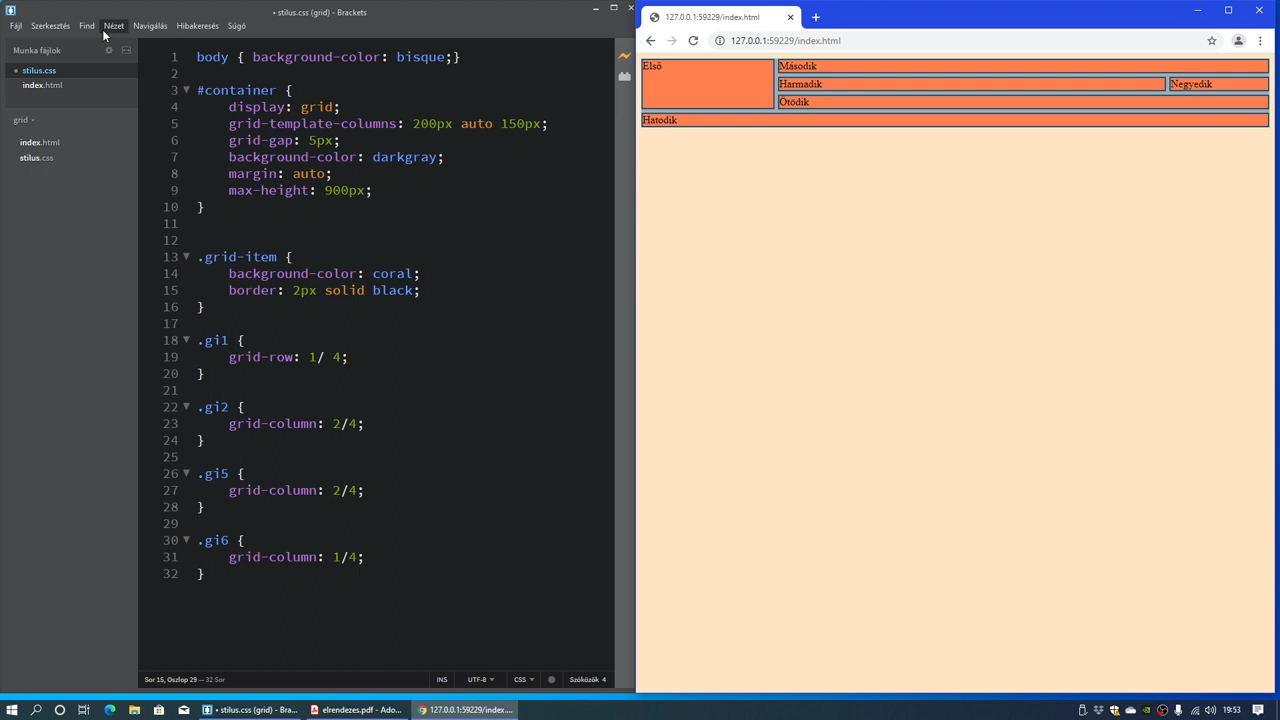 • stilus.css (grid) - Brackets
Find
Nézet
Navigálás
Hibakeresés
Súgó
Munka fájlok
• stilus.css
index.html
grid
index.html
stilus.css
1 body { background-color: bisque;}
2
3 #container {
4 display: grid;
5 grid-template-columns: 200px auto 150px;
6 grid-gap: 5px;
7 background-color: darkgray;
8 margin: auto;
9 max-height: 900px;
10 }
11
12
13 .grid-item {
14 background-color: coral;
15 border: 2px solid black;
16 }
17
18 .gi1 {
19 grid-row: 1/ 4;
20 }
21
22 .gi2 {
23 grid-column: 2/4;
24 }
25
26 .gi5 {
27 grid-column: 2/4;
28 }
29
30 .gi6 {
31 grid-column: 1/4;
32 }
Sor 15, Oszlop 29 — 32 Sor
INS
UTF-8
CSS
Szóközök 4
127.0.0.1:59229/index.html
127.0.0.1:59229/index.html
Első
Második
Harmadik
Negyedik
Ötödik
Hatodik
• stilus.css (grid) - Bra...
elrendezes.pdf - Ado...
127.0.0.1:59229/index....
19:53